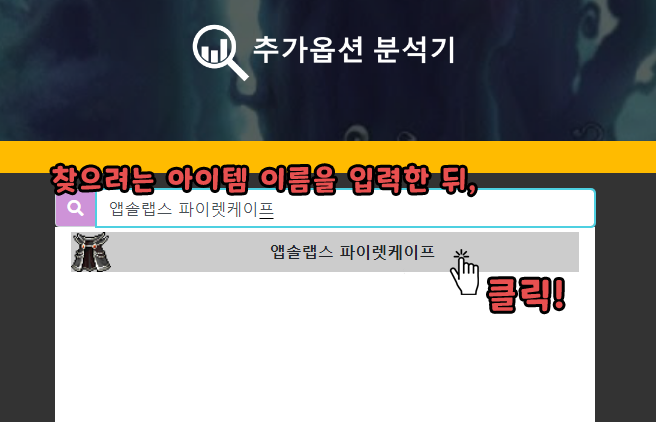 추가옵션 분석기
찾으려는 아이템 이름을 입력한 뒤,
앱솔랩스 파이렛케이프
앱솔랩스 파이렛케이프
클릭!